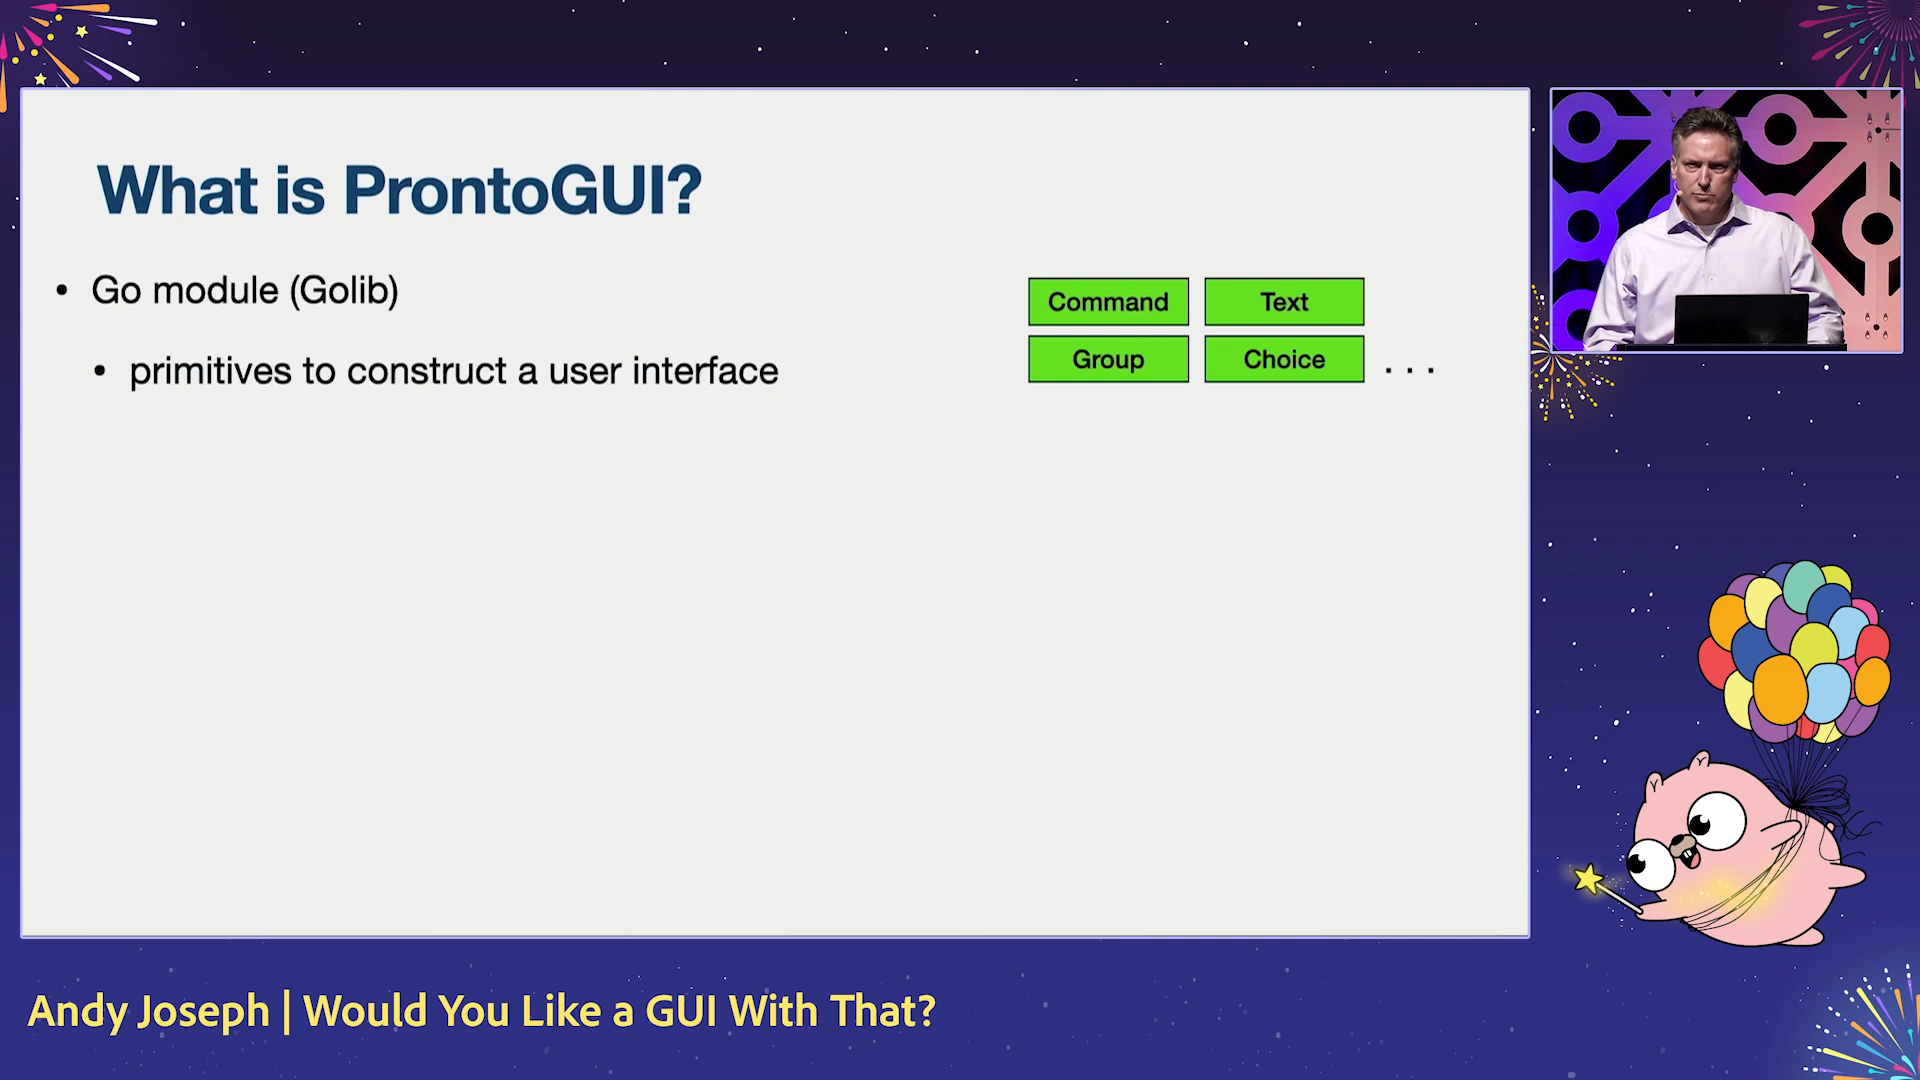 What is ProntoGUI?
• Go module (Golib)
• primitives to construct a user interface
Command Text
Group Choice . . .
Andy Joseph | Would You Like a GUI With That?